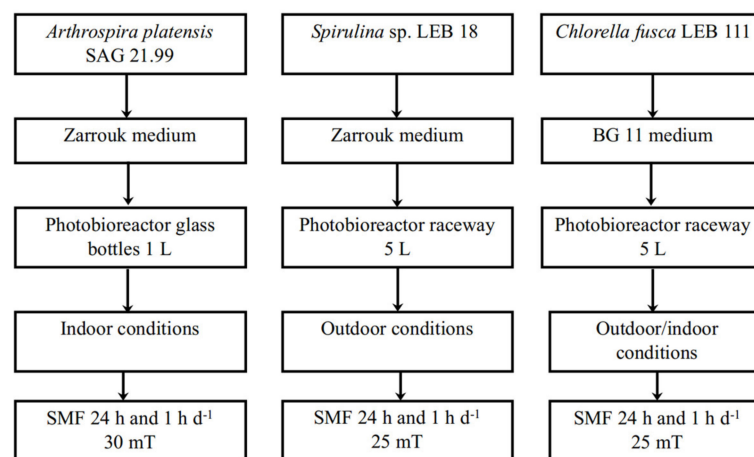 Arthrospira platensis
SAG 21.99
Zarrouk medium
Photobioreactor glass
bottles 1 L
Indoor conditions
SMF 24 h and 1 h d⁻¹
30 mT
Spirulina sp. LEB 18
Zarrouk medium
Photobioreactor raceway
5 L
Outdoor conditions
SMF 24 h and 1 h d⁻¹
25 mT
Chlorella fusca LEB 111
BG 11 medium
Photobioreactor raceway
5 L
Outdoor/indoor
conditions
SMF 24 h and 1 h d⁻¹
25 mT